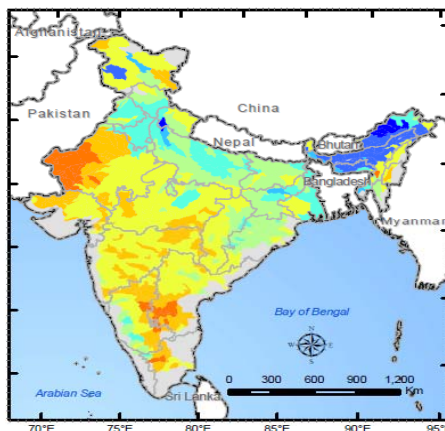 Afghanistan
China
Pakistan
Nepal
Bhutan
Bangladesh
Myanmar
Bay of Bengal
N
W E
S
0 300 600 900 1,200
Km
Arabian Sea
Sri Lanka
70°E 75°E 80°E 85°E 90°E 95°E